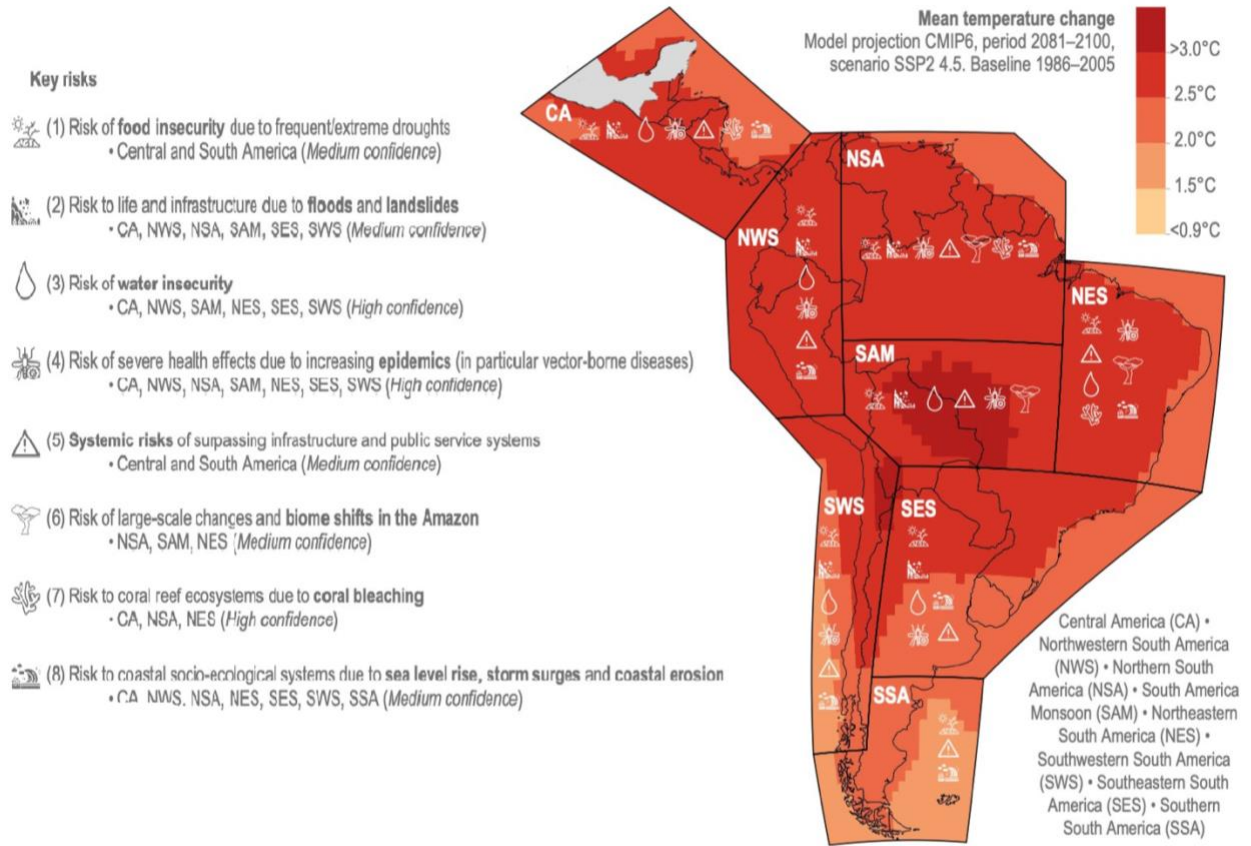 Key risks
(1) Risk of food insecurity due to frequent/extreme droughts
• Central and South America (Medium confidence)
(2) Risk to life and infrastructure due to floods and landslides
• CA, NWS, NSA, SAM, SES, SWS (Medium confidence)
(3) Risk of water insecurity
• CA, NWS, SAM, NES, SES, SWS (High confidence)
(4) Risk of severe health effects due to increasing epidemics (in particular vector-borne diseases)
• CA, NWS, NSA, SAM, NES, SES, SWS (High confidence)
(5) Systemic risks of surpassing infrastructure and public service systems
• Central and South America (Medium confidence)
(6) Risk of large-scale changes and biome shifts in the Amazon
• NSA, SAM, NES (Medium confidence)
(7) Risk to coral reef ecosystems due to coral bleaching
• CA, NSA, NES (High confidence)
(8) Risk to coastal socio-ecological systems due to sea level rise, storm surges and coastal erosion
• CA, NWS, NSA, NES, SES, SWS, SSA (Medium confidence)
Mean temperature change
Model projection CMIP6, period 2081–2100,
scenario SSP2 4.5. Baseline 1986–2005
>3.0°C
2.5°C
2.0°C
1.5°C
<0.9°C
CA
NSA
NWS
NES
SAM
SWS
SES
SSA
Central America (CA) •
Northwestern South America
(NWS) • Northern South
America (NSA) • South America
Monsoon (SAM) • Northeastern
South America (NES) •
Southwestern South America
(SWS) • Southeastern South
America (SES) • Southern
South America (SSA)